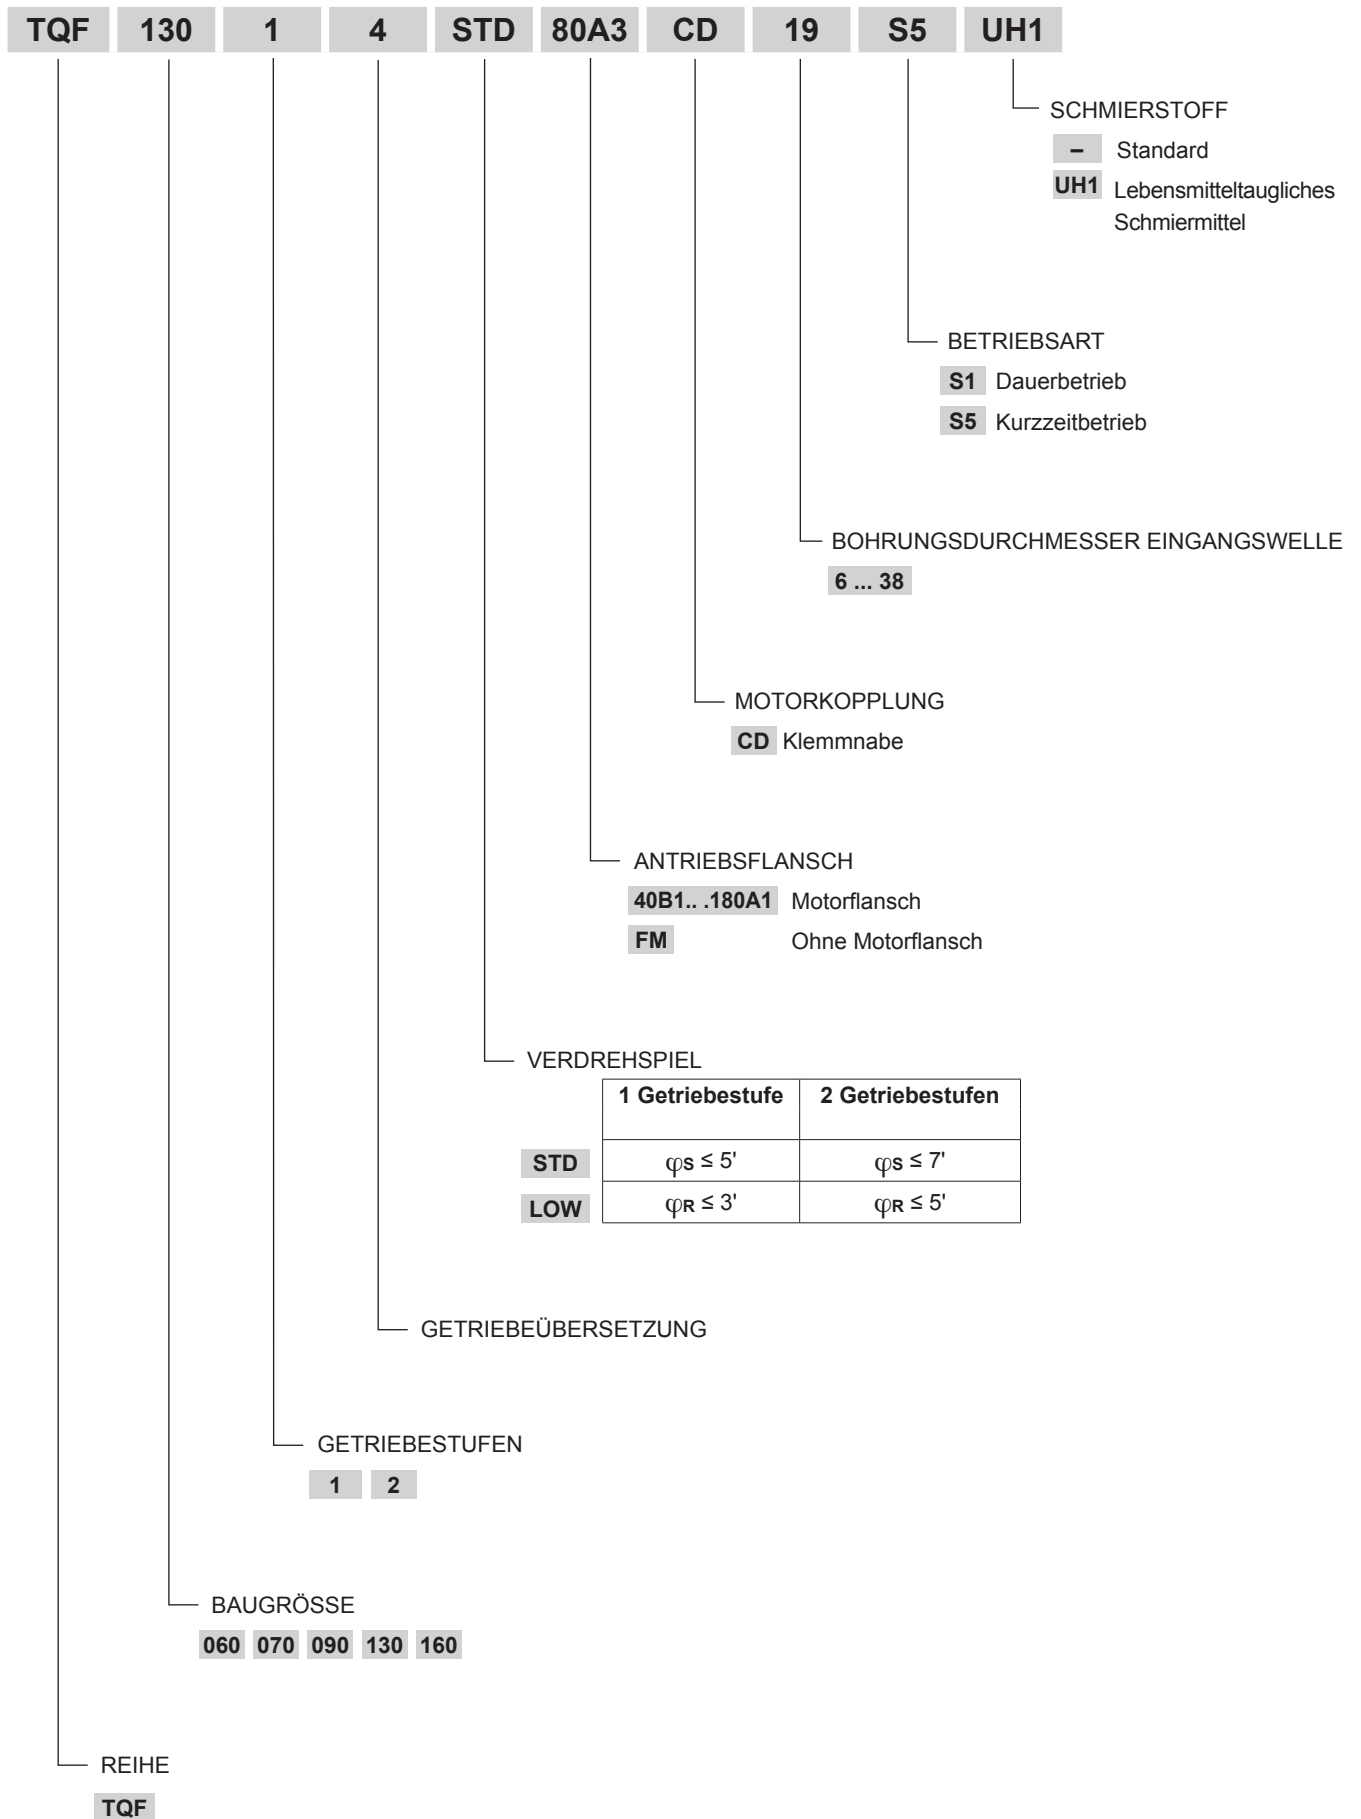 TQF 130 1 4 STD 80A3 CD 19 S5 UH1
SCHMIERSTOFF
– Standard
UH1 Lebensmitteltaugliches
Schmiermittel
BETRIEBSART
S1 Dauerbetrieb
S5 Kurzzeitbetrieb
BOHRUNGSDURCHMESSER EINGANGSWELLE
6 ... 38
MOTORKOPPLUNG
CD Klemmnabe
ANTRIEBSFLANSCH
40B1.. .180A1 Motorflansch
FM Ohne Motorflansch
VERDREHSPIEL
1 Getriebestufe 2 Getriebestufen
STD φS ≤ 5' φS ≤ 7'
LOW φR ≤ 3' φR ≤ 5'
GETRIEBEÜBERSETZUNG
GETRIEBESTUFEN
1 2
BAUGRÖSSE
060 070 090 130 160
REIHE
TQF